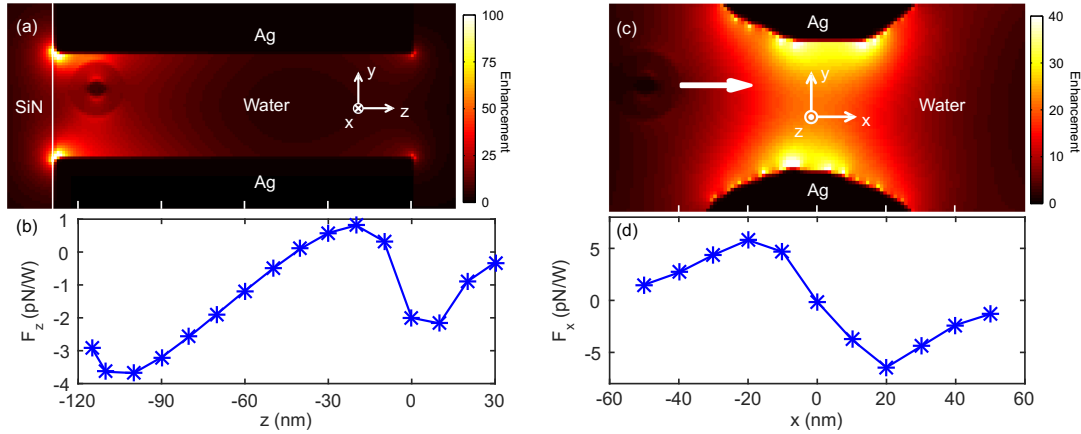 (a)
Ag
SiN
Water
y
z
x
Ag
100
75
50
25
0
Enhancement
(b)
1
0
-1
-2
-3
-4
F_z (pN/W)
-120 -90 -60 -30 0 30
z (nm)
(c)
Ag
y
z
x
Water
Ag
40
30
20
10
0
Enhancement
(d)
5
0
-5
F_x (pN/W)
-60 -40 -20 0 20 40 60
x (nm)